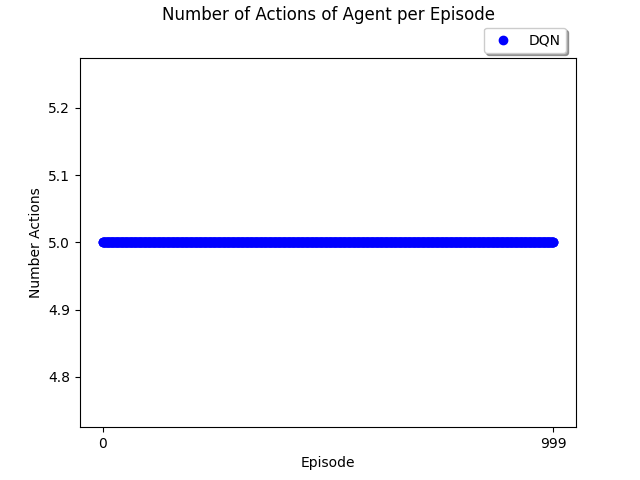 Number of Actions of Agent per Episode
DQN
5.2
5.1
5.0
4.9
4.8
Number Actions
0
999
Episode